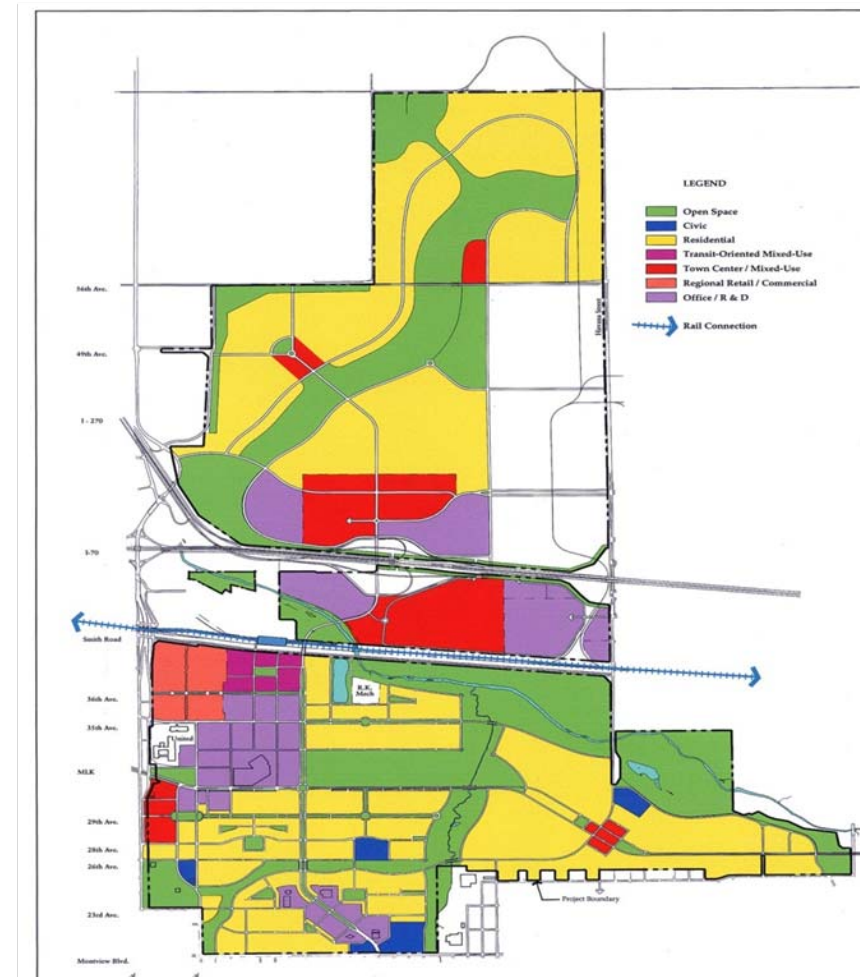 LEGEND
Open Space
Civic
Residential
Transit-Oriented Mixed-Use
Town Center / Mixed-Use
Regional Retail / Commercial
Office / R & D
Rail Connection
56th Ave.
Havana Street
49th Ave.
I - 270
I-70
Smith Road
36th Ave.
R.K.
Mech
35th Ave.
United
MLK
29th Ave.
28th Ave.
26th Ave.
23rd Ave.
Project Boundary
Montview Blvd.